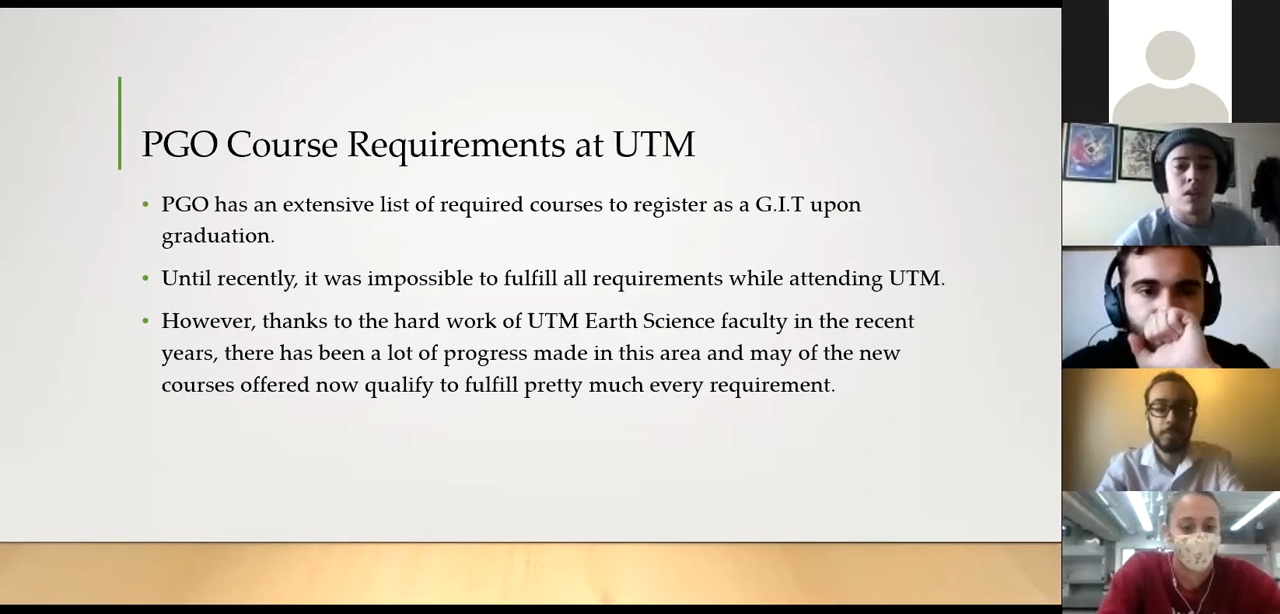 PGO Course Requirements at UTM
• PGO has an extensive list of required courses to register as a G.I.T upon
graduation.
• Until recently, it was impossible to fulfill all requirements while attending UTM.
• However, thanks to the hard work of UTM Earth Science faculty in the recent
years, there has been a lot of progress made in this area and may of the new
courses offered now qualify to fulfill pretty much every requirement.